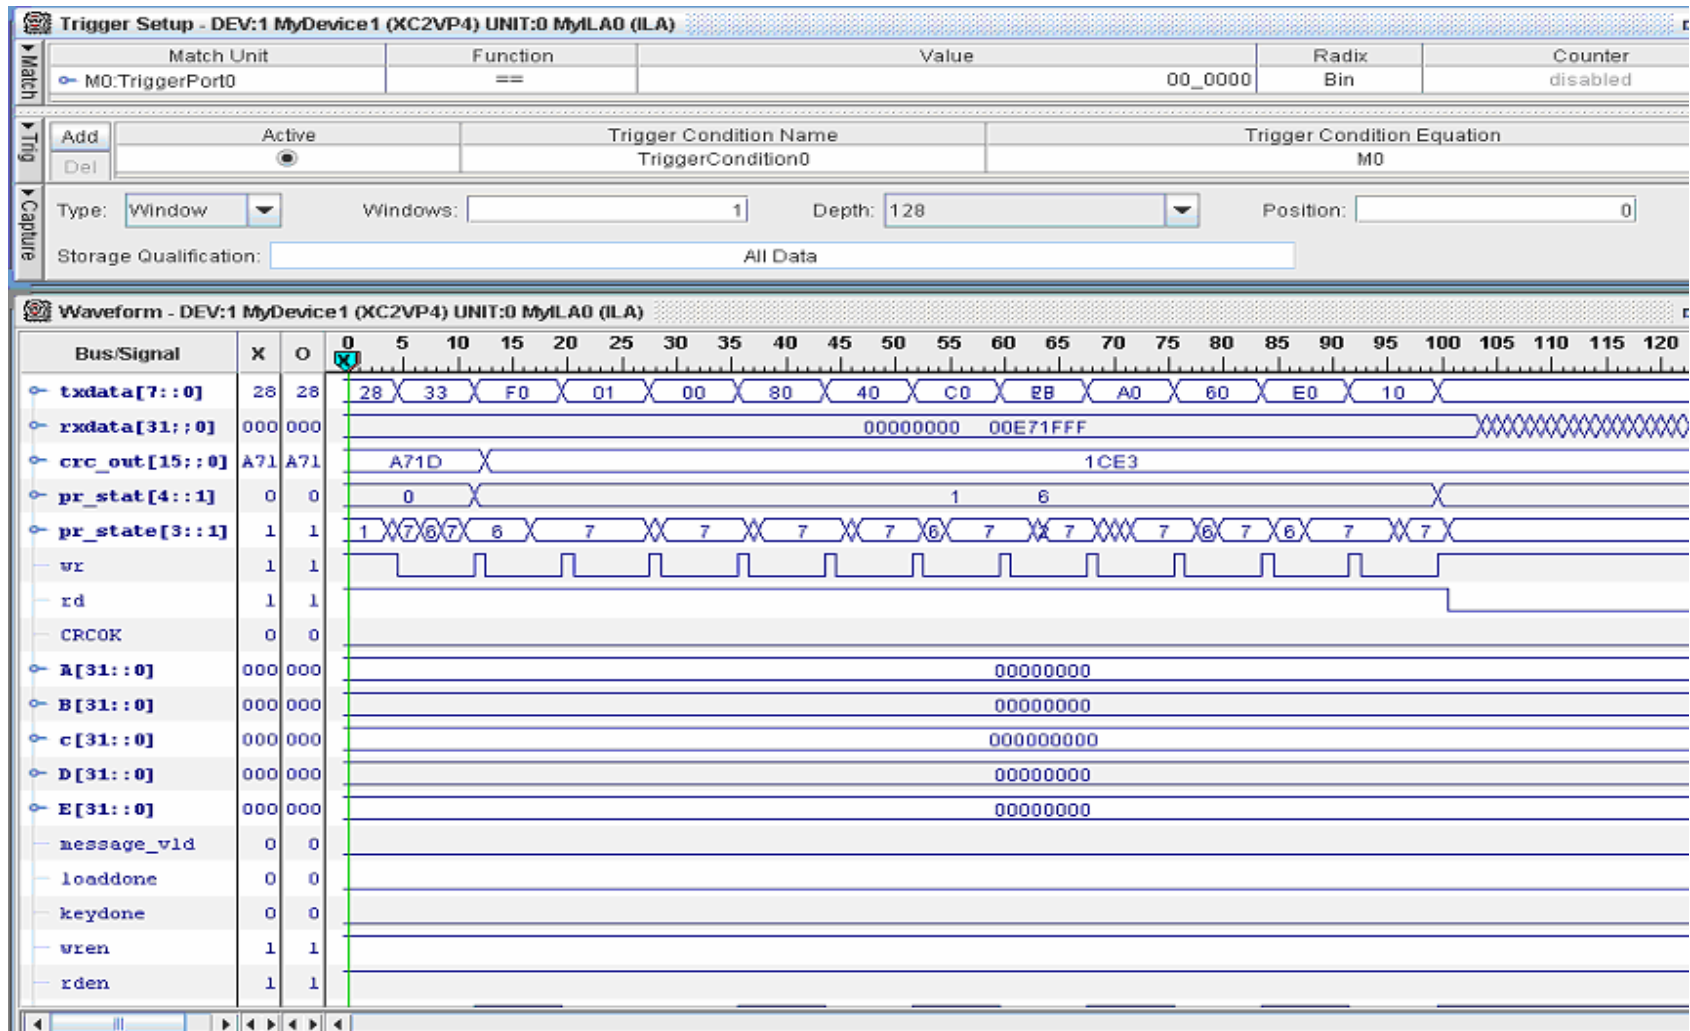 Trigger Setup - DEV:1 MyDevice1 (XC2VP4) UNIT:0 MyILA0 (ILA)
Match
Match Unit Function Value Radix Counter
M0:TriggerPort0 == 00_0000 Bin disabled
Trig
Add Active Trigger Condition Name Trigger Condition Equation
Del TriggerCondition0 M0
Capture
Type: Window Windows: 1 Depth: 128 Position: 0
Storage Qualification: All Data
Waveform - DEV:1 MyDevice1 (XC2VP4) UNIT:0 MyILA0 (ILA)
Bus/Signal X O 0 5 10 15 20 25 30 35 40 45 50 55 60 65 70 75 80 85 90 95 100 105 110 115 120
X
txdata[7::0] 28 28 28 33 F0 01 00 80 40 C0 A0 60 E0 10
rxdata[31;;0] 000 000 00000000 00E71FFF
crc_out[15;;0] A71 A71 A71D 1CE3
pr_stat[4::1] 0 0 0 1 6
pr_state[3::1] 1 1 1 7 6 7 6 7 7 7 7 6 7 7 7 6 7 6 7 7
wr 1 1
rd 1 1
CRCOK 0 0
A[31::0] 000 000 00000000
B[31::0] 000 000 00000000
c[31::0] 000 000 000000000
D[31::0] 000 000 00000000
E[31::0] 000 000 00000000
message_vld 0 0
loaddone 0 0
keydone 0 0
wren 1 1
rden 1 1